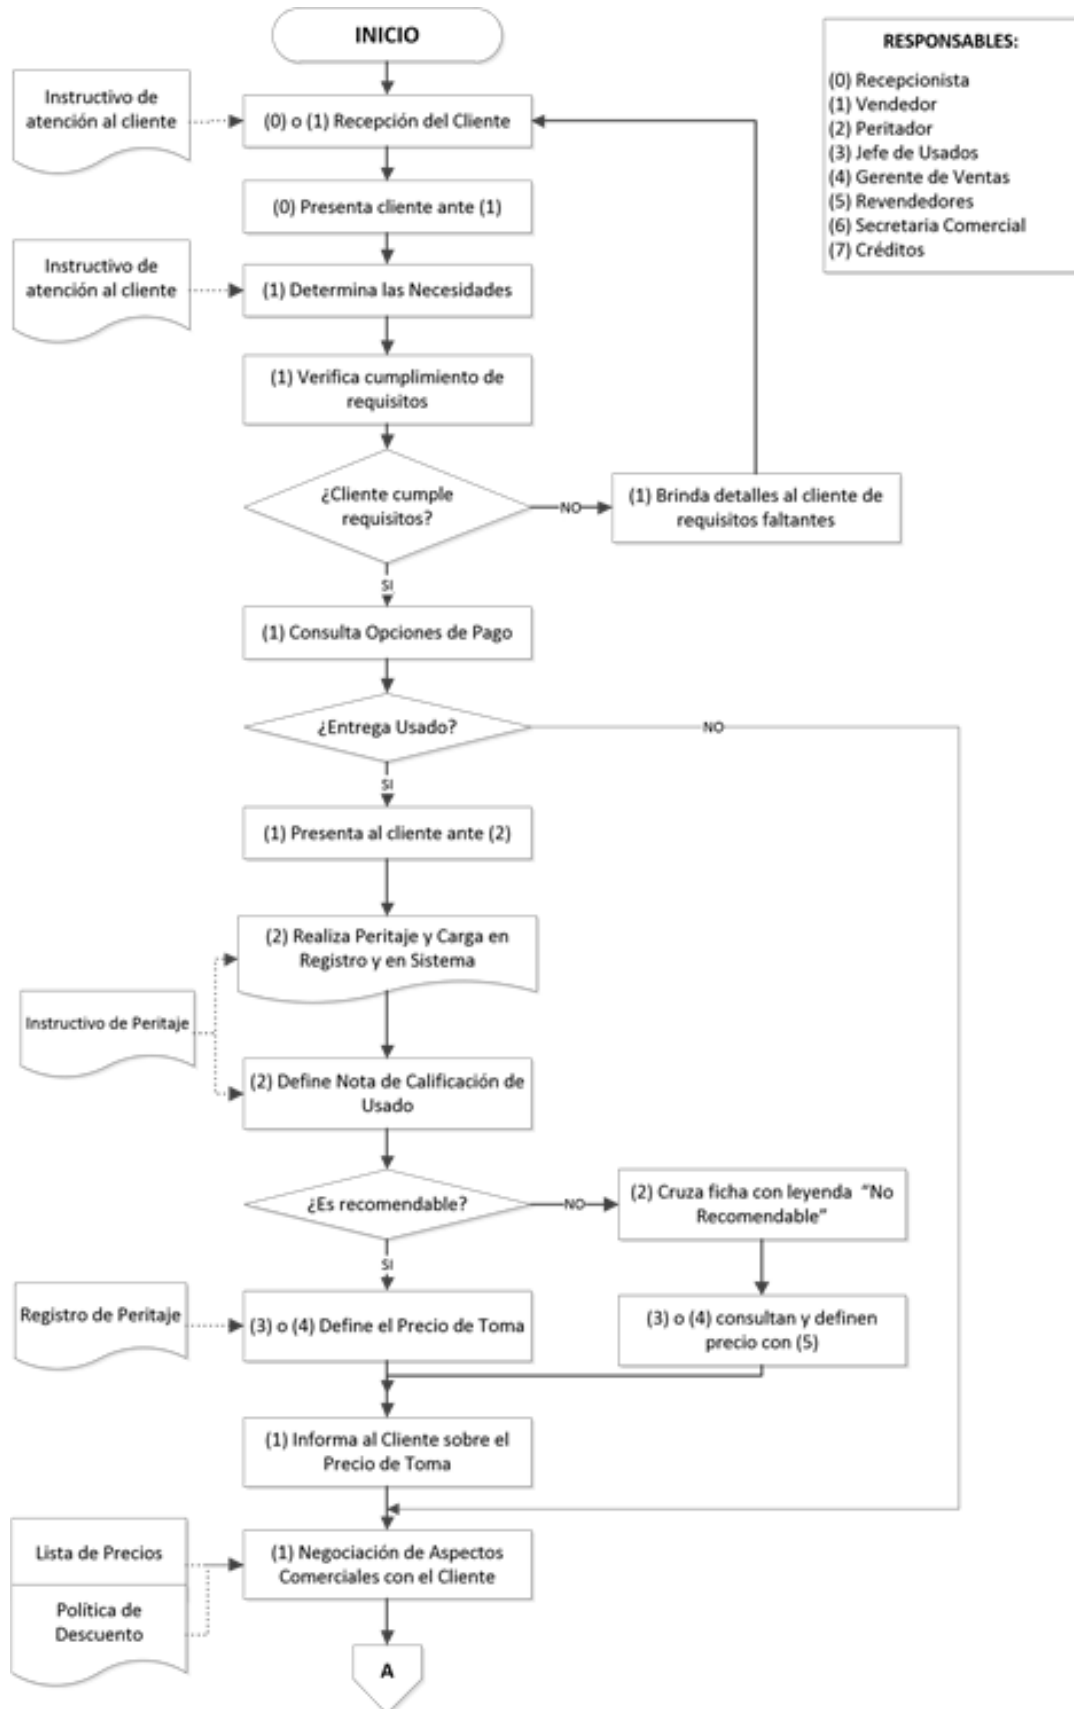 INICIO
RESPONSABLES:
(0) Recepcionista
(1) Vendedor
(2) Peritador
(3) Jefe de Usados
(4) Gerente de Ventas
(5) Revendedores
(6) Secretaria Comercial
(7) Créditos
Instructivo de
atención al cliente
(0) o (1) Recepción del Cliente
(0) Presenta cliente ante (1)
Instructivo de
atención al cliente
(1) Determina las Necesidades
(1) Verifica cumplimiento de
requisitos
¿Cliente cumple
requisitos?
NO
(1) Brinda detalles al cliente de
requisitos faltantes
SI
(1) Consulta Opciones de Pago
¿Entrega Usado?
NO
SI
(1) Presenta al cliente ante (2)
(2) Realiza Peritaje y Carga en
Registro y en Sistema
Instructivo de Peritaje
(2) Define Nota de Calificación de
Usado
¿Es recomendable?
NO
(2) Cruza ficha con leyenda “No
Recomendable”
SI
Registro de Peritaje
(3) o (4) Define el Precio de Toma
(3) o (4) consultan y definen
precio con (5)
(1) Informa al Cliente sobre el
Precio de Toma
Lista de Precios
(1) Negociación de Aspectos
Comerciales con el Cliente
Política de
Descuento
A